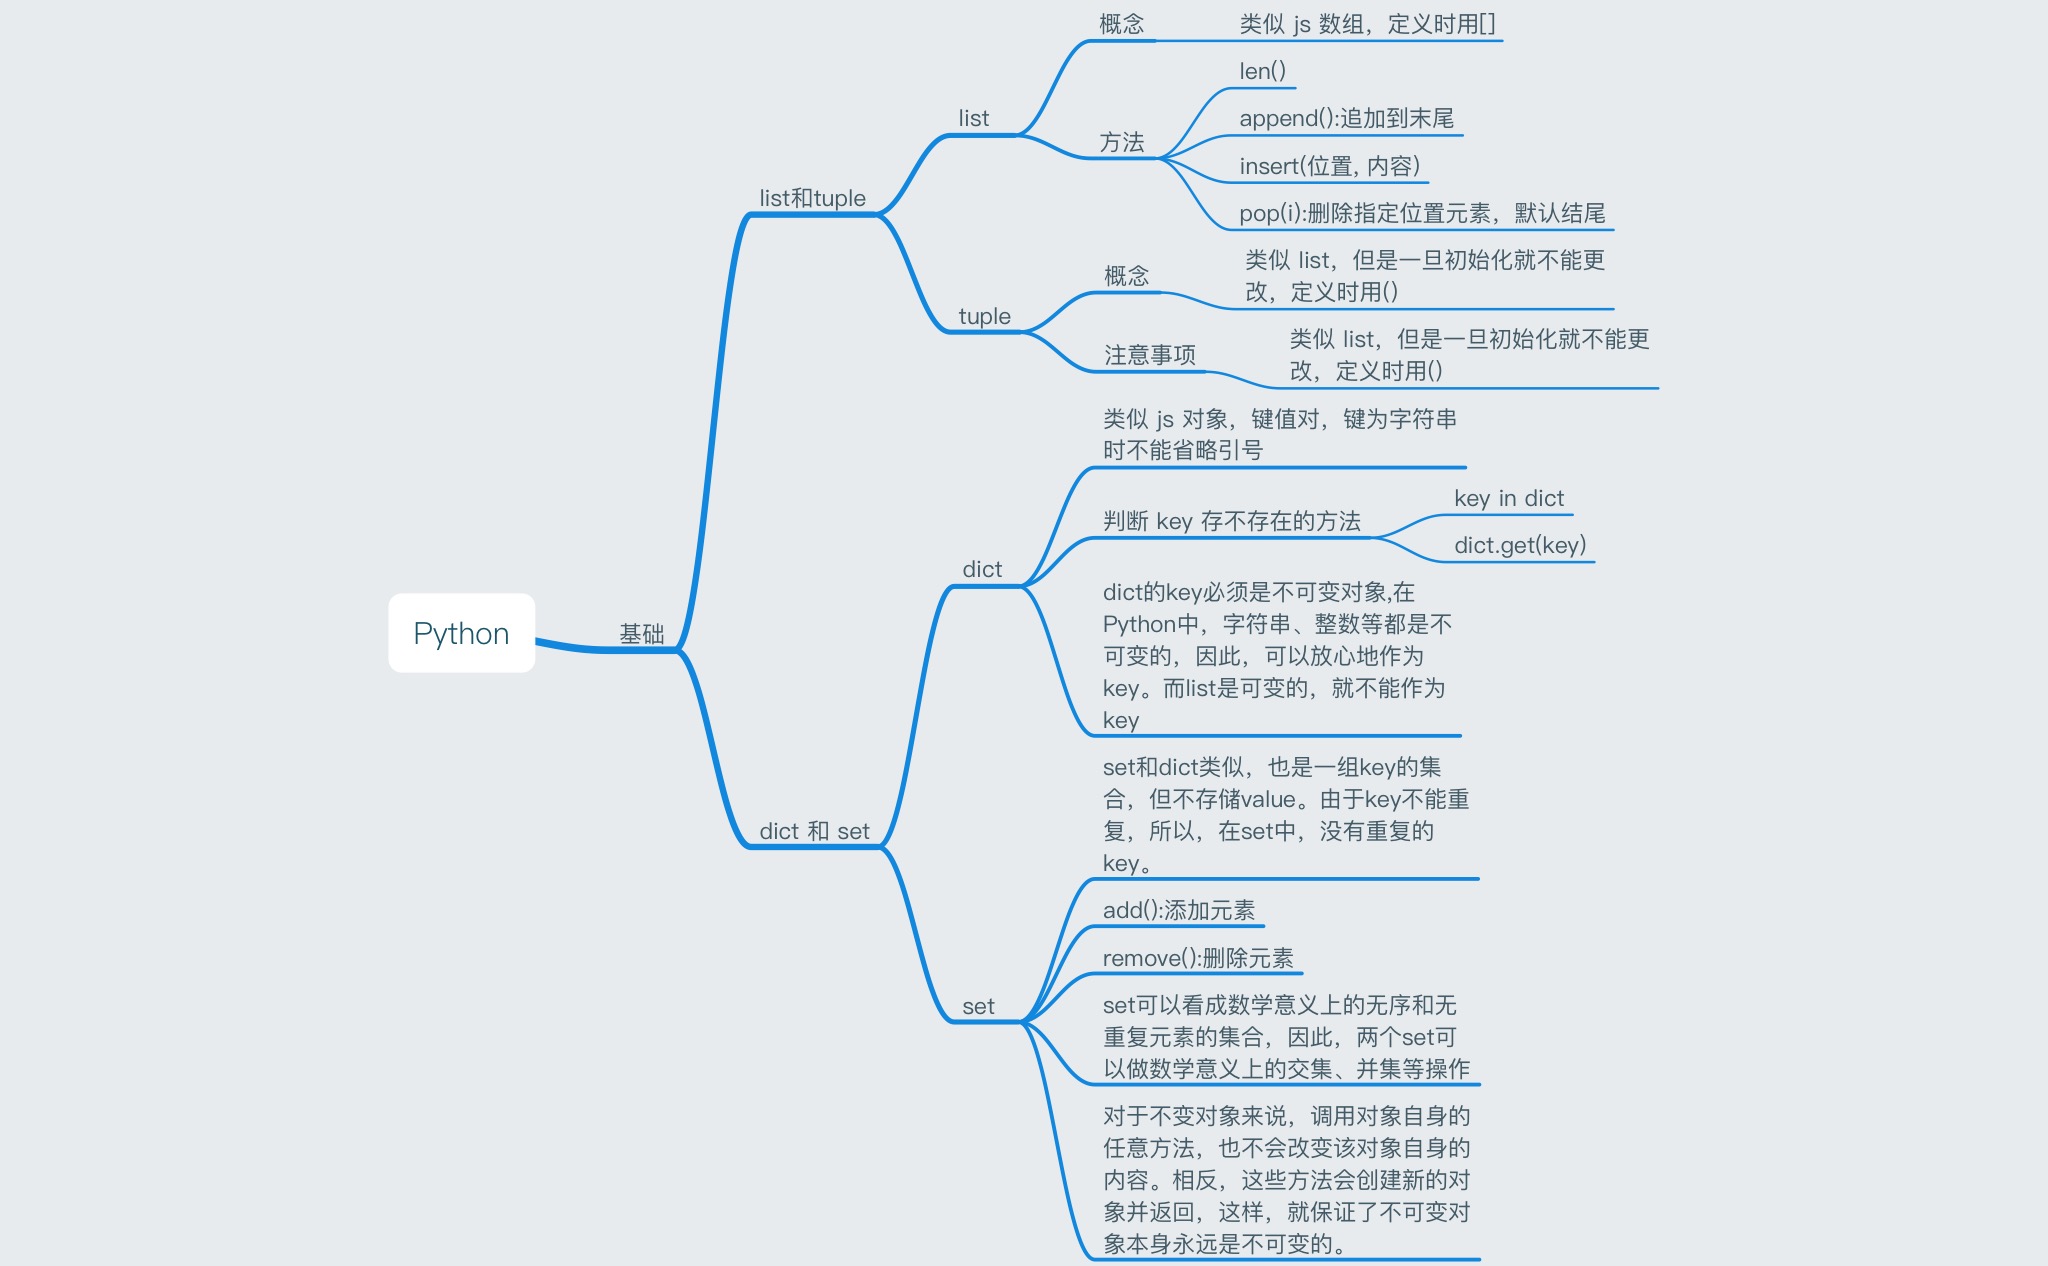 Python
基础
list和tuple
list
概念
类似 js 数组，定义时用[]
方法
len()
append():追加到末尾
insert(位置, 内容)
pop(i):删除指定位置元素，默认结尾
tuple
概念
类似 list，但是一旦初始化就不能更
改，定义时用()
注意事项
类似 list，但是一旦初始化就不能更
改，定义时用()
dict 和 set
dict
类似 js 对象，键值对，键为字符串
时不能省略引号
判断 key 存不存在的方法
key in dict
dict.get(key)
dict的key必须是不可变对象,在
Python中，字符串、整数等都是不
可变的，因此，可以放心地作为
key。而list是可变的，就不能作为
key
set
set和dict类似，也是一组key的集
合，但不存储value。由于key不能重
复，所以，在set中，没有重复的
key。
add():添加元素
remove():删除元素
set可以看成数学意义上的无序和无
重复元素的集合，因此，两个set可
以做数学意义上的交集、并集等操作
对于不变对象来说，调用对象自身的
任意方法，也不会改变该对象自身的
内容。相反，这些方法会创建新的对
象并返回，这样，就保证了不可变对
象本身永远是不可变的。